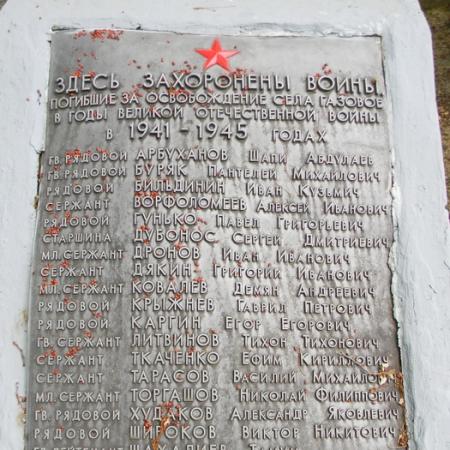 ЗДЕСЬ ЗАХОРОНЕНЫ ВОИНЫ,
ПОГИБШИЕ ЗА ОСВОБОЖДЕНИЕ СЕЛА ГАЗОВОЕ
В ГОДЫ ВЕЛИКОЙ ОТЕЧЕСТВЕННОЙ ВОЙНЫ
В 1941-1945 ГОДАХ
ГВ. РЯДОВОЙ АРБУХАНОВ ШАПИ АБДУЛАЕВ
ГВ. РЯДОВОЙ БУРЯК ПАНТЕЛЕЙ МИХАЙЛОВИЧ
РЯДОВОЙ БИЛЬДИНИН ИВАН КУЗЬМИЧ
СЕРЖАНТ ВОРФОЛОМЕЕВ АЛЕКСЕЙ ИВАНОВИЧ
РЯДОВОЙ ГУНЬКО ПАВЕЛ ГРИГОРЬЕВИЧ
СТАРШИНА ДУБОНОС СЕРГЕЙ ДМИТРИЕВИЧ
МЛ. СЕРЖАНТ ДРОНОВ ИВАН ИВАНОВИЧ
СЕРЖАНТ ДЯКИН ГРИГОРИЙ ИВАНОВИЧ
МЛ. СЕРЖАНТ КОВАЛЕВ ДЕМЯН АНДРЕЕВИЧ
РЯДОВОЙ КРЫЖНЕВ ГАВРИЛ ПЕТРОВИЧ
РЯДОВОЙ КАРГИН ЕГОР ЕГОРОВИЧ
ГВ. СЕРЖАНТ ЛИТВИНОВ ТИХОН ТИХОНОВИЧ
СЕРЖАНТ ТКАЧЕНКО ЕФИМ КИРИЛЛОВИЧ
СЕРЖАНТ ТАРАСОВ ВАСИЛИЙ
МЛ. СЕРЖАНТ ТОРГАШОВ НИКОЛАЙ ФИЛИППОВИЧ
ГВ. РЯДОВОЙ ХУДАКОВ АЛЕКСАНДР ЯКОВЛЕВИЧ
РЯДОВОЙ ШИРОКОВ ВИКТОР НИКИТОВИЧ